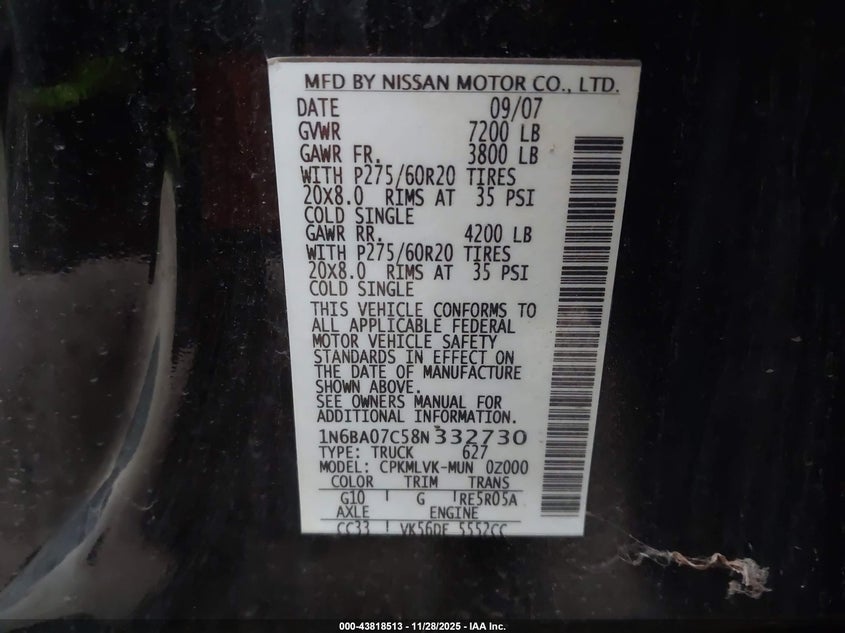 MFD BY NISSAN MOTOR CO., LTD.
DATE 09/07
GVWR 7200 LB
GAWR FR. 3800 LB
WITH P275/60R20 TIRES
20X8.0 RIMS AT 35 PSI
COLD SINGLE
GAWR RR. 4200 LB
WITH P275/60R20 TIRES
20X8.0 RIMS AT 35 PSI
COLD SINGLE
THIS VEHICLE CONFORMS TO
ALL APPLICABLE FEDERAL
MOTOR VEHICLE SAFETY
STANDARDS IN EFFECT ON
THE DATE OF MANUFACTURE
SHOWN ABOVE.
SEE OWNERS MANUAL FOR
ADDITIONAL INFORMATION.
1N6BA07C58N332730
TYPE: TRUCK 627
MODEL: CPKMLVK-MUN 0Z000
COLOR TRIM TRANS
G10 G RE5R05A
AXLE ENGINE
CC33 VK56DE 5552CC
000-43818513 - 11/28/2025 - IAA Inc.